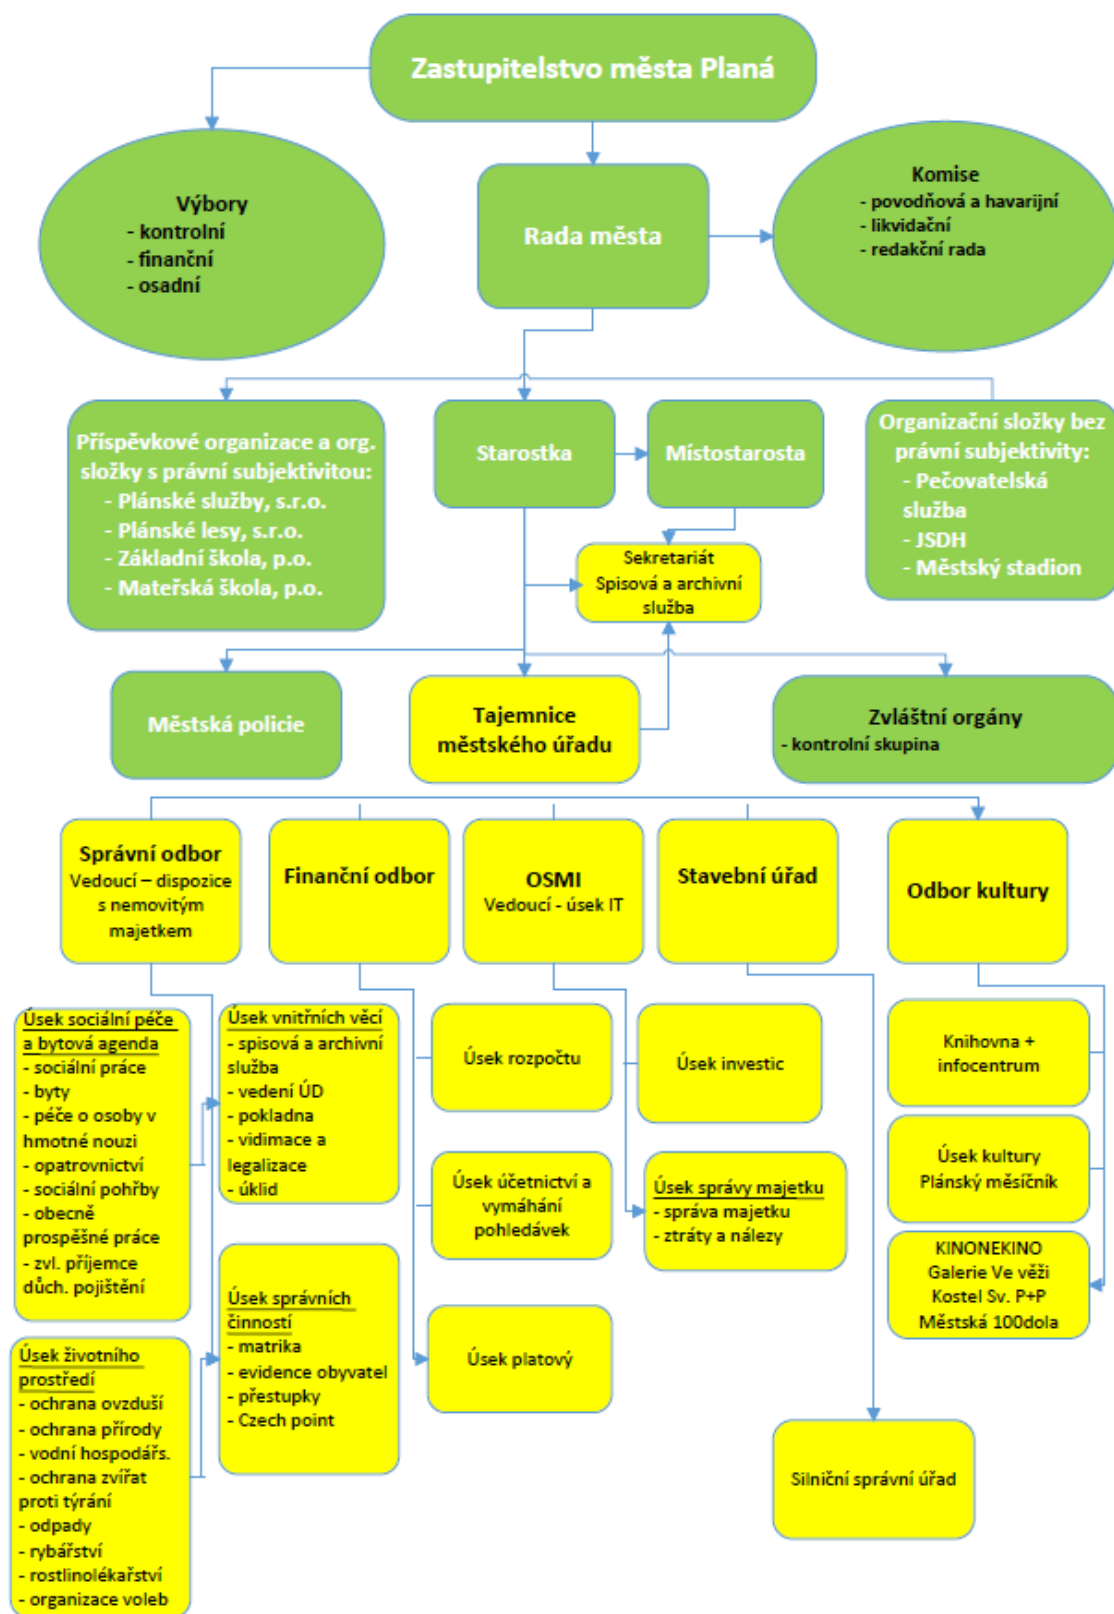 Zastupitelstvo města Planá
Výbory
- kontrolní
- finanční
- osadní
Rada města
Komise
- povodňová a havarijní
- likvidační
- redakční rada
Příspěvkové organizace a org.
složky s právní subjektivitou:
- Plánské služby, s.r.o.
- Plánské lesy, s.r.o.
- Základní škola, p.o.
- Mateřská škola, p.o.
Starostka
Místostarosta
Organizační složky bez
právní subjektivity:
- Pečovatelská
služba
- JSDH
- Městský stadion
Sekretariát
Spisová a archivní
služba
Městská policie
Tajemnice
městského úřadu
Zvláštní orgány
- kontrolní skupina
Správní odbor
Vedoucí – dispozice
s nemovitým
majetkem
Finanční odbor
OSMI
Vedoucí - úsek IT
Stavební úřad
Odbor kultury
Úsek sociální péče
a bytová agenda
- sociální práce
- byty
- péče o osoby v
hmotné nouzi
- opatrovnictví
- sociální pohřby
- obecně
prospěšné práce
- zvl. příjemce
důch. pojištění
Úsek vnitřních věcí
- spisová a archivní
služba
- vedení ÚD
- pokladna
- vidimace a
legalizace
- úklid
Úsek rozpočtu
Úsek investic
Knihovna +
infocentrum
Úsek účetnictví a
vymáhání
pohledávek
Úsek správy majetku
- správa majetku
- ztráty a nálezy
Úsek kultury
Plánský měsíčník
KINONEKINO
Galerie Ve věži
Kostel Sv. P+P
Městská 100dola
Úsek životního
prostředí
- ochrana ovzduší
- ochrana přírody
- vodní hospodářs.
- ochrana zvířat
proti týrání
- odpady
- rybářství
- rostlinolékařství
- organizace voleb
Úsek správních
činností
- matrika
- evidence obyvatel
- přestupky
- Czech point
Úsek platový
Silniční správní úřad